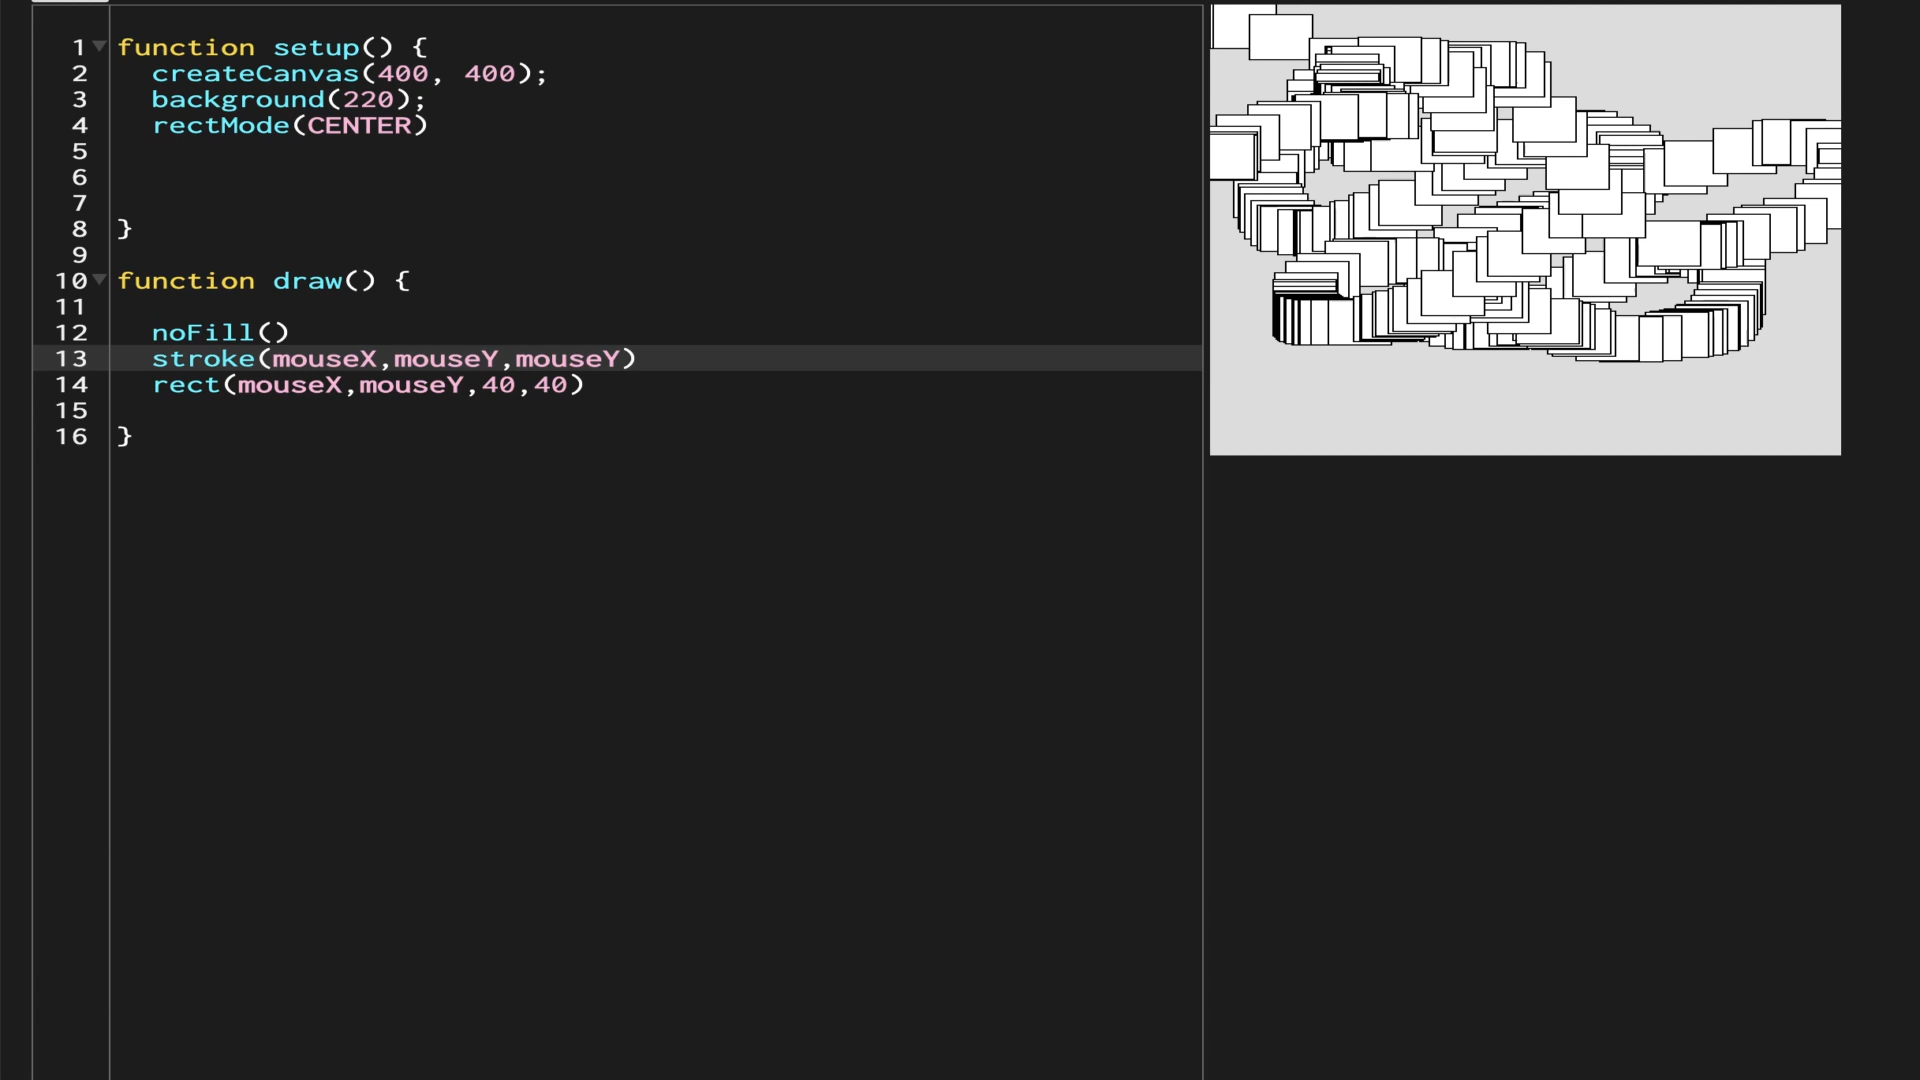 1 function setup() {
2 createCanvas(400, 400);
3 background(220);
4 rectMode(CENTER)
5
6
7
8 }
9
10 function draw() {
11
12 noFill()
13 stroke(mouseX,mouseY,mouseY)
14 rect(mouseX,mouseY,40,40)
15
16 }